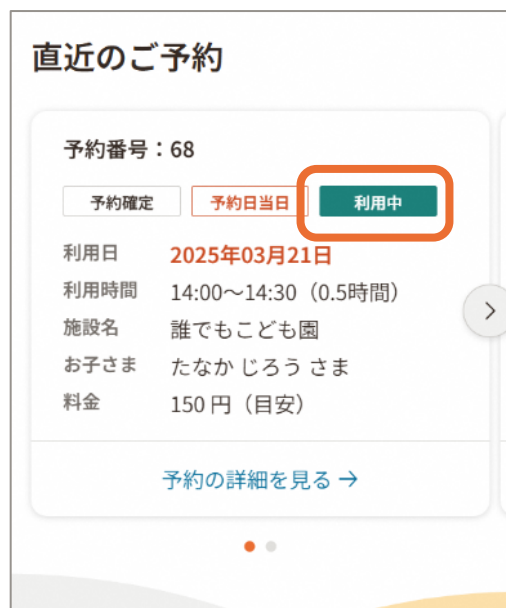 直近のご予約
予約番号：68
予約確定 予約日当日 利用中
利用日 2025年03月21日
利用時間 14:00〜14:30（0.5時間）
施設名 誰でもこども園
お子さま たなか じろう さま
料金 150 円（目安）
予約の詳細を見る →